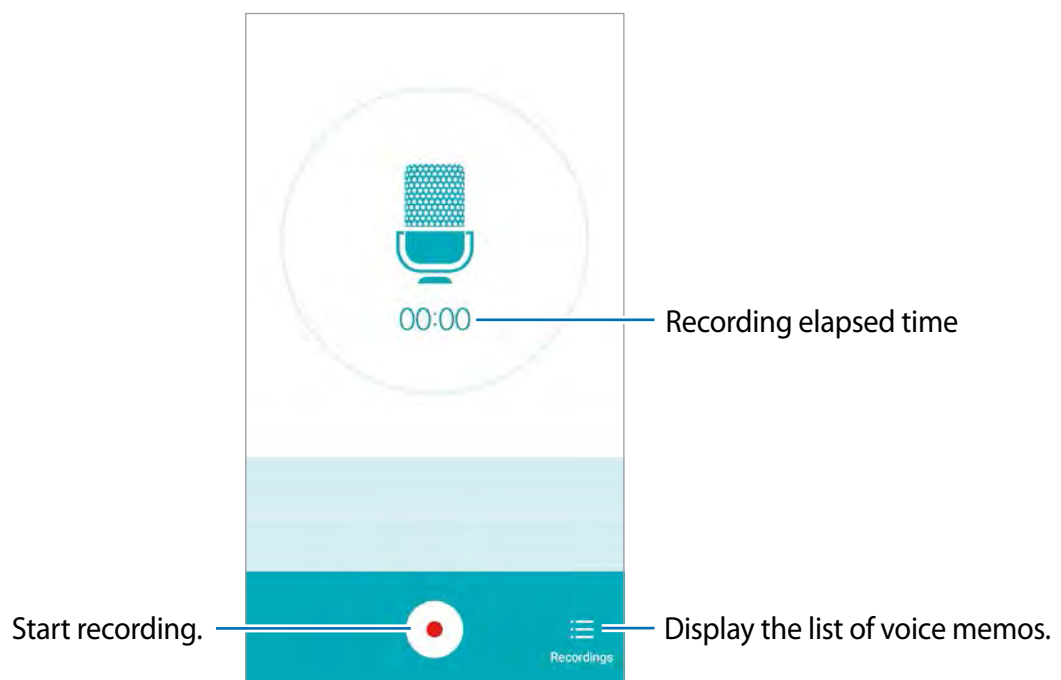 00:00
Recording elapsed time
Start recording.
Display the list of voice memos.
Recordings